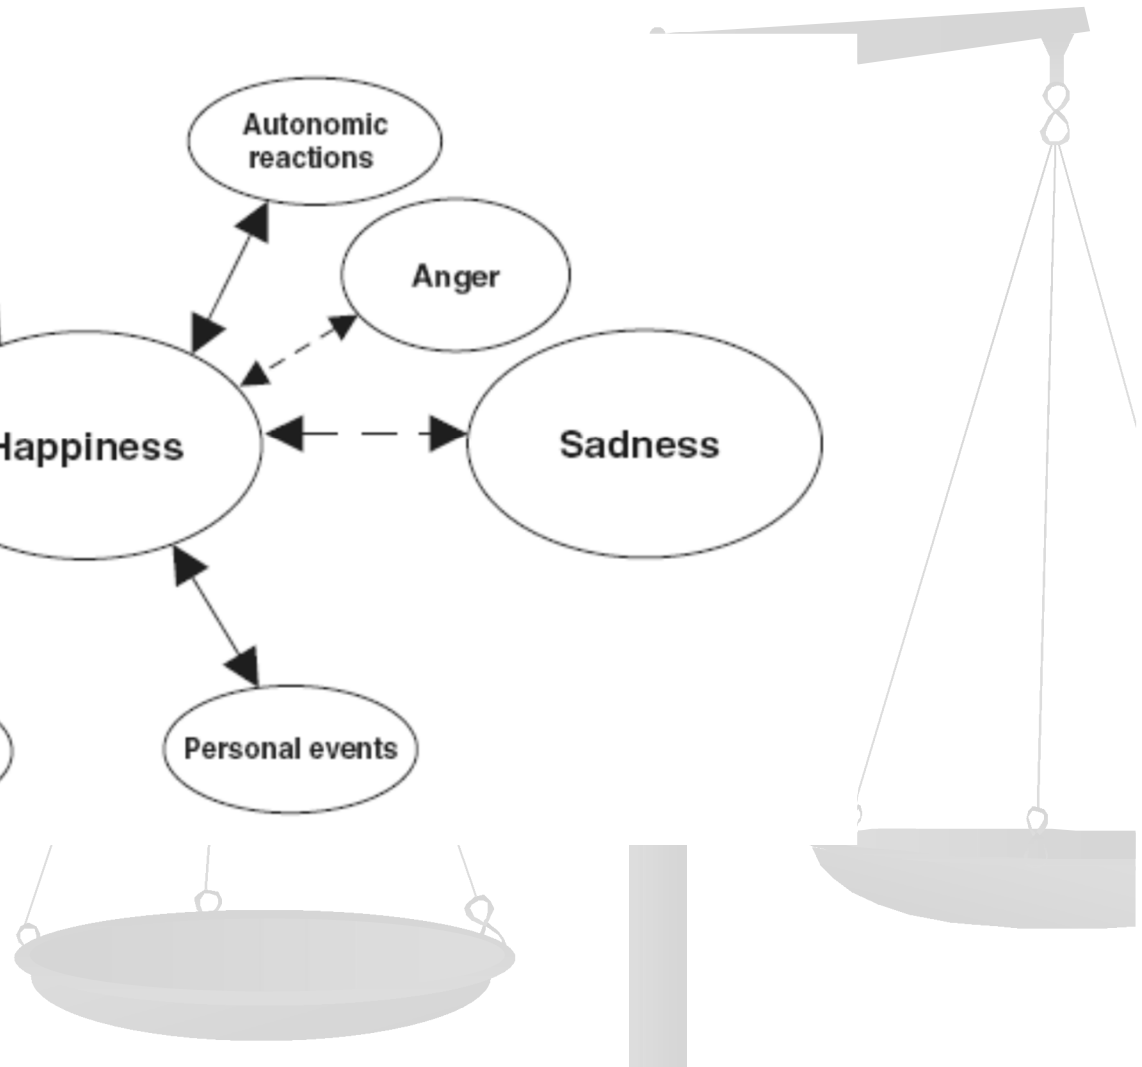 Autonomic
reactions
Anger
Happiness
Sadness
Personal events